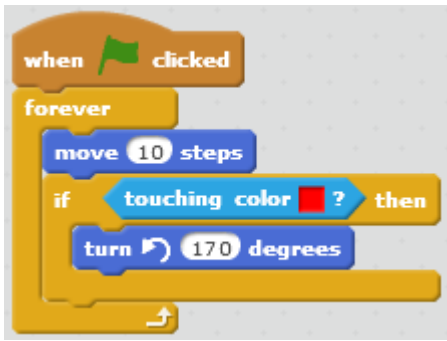 when clicked
forever
move 10 steps
if touching color ? then
turn 170 degrees